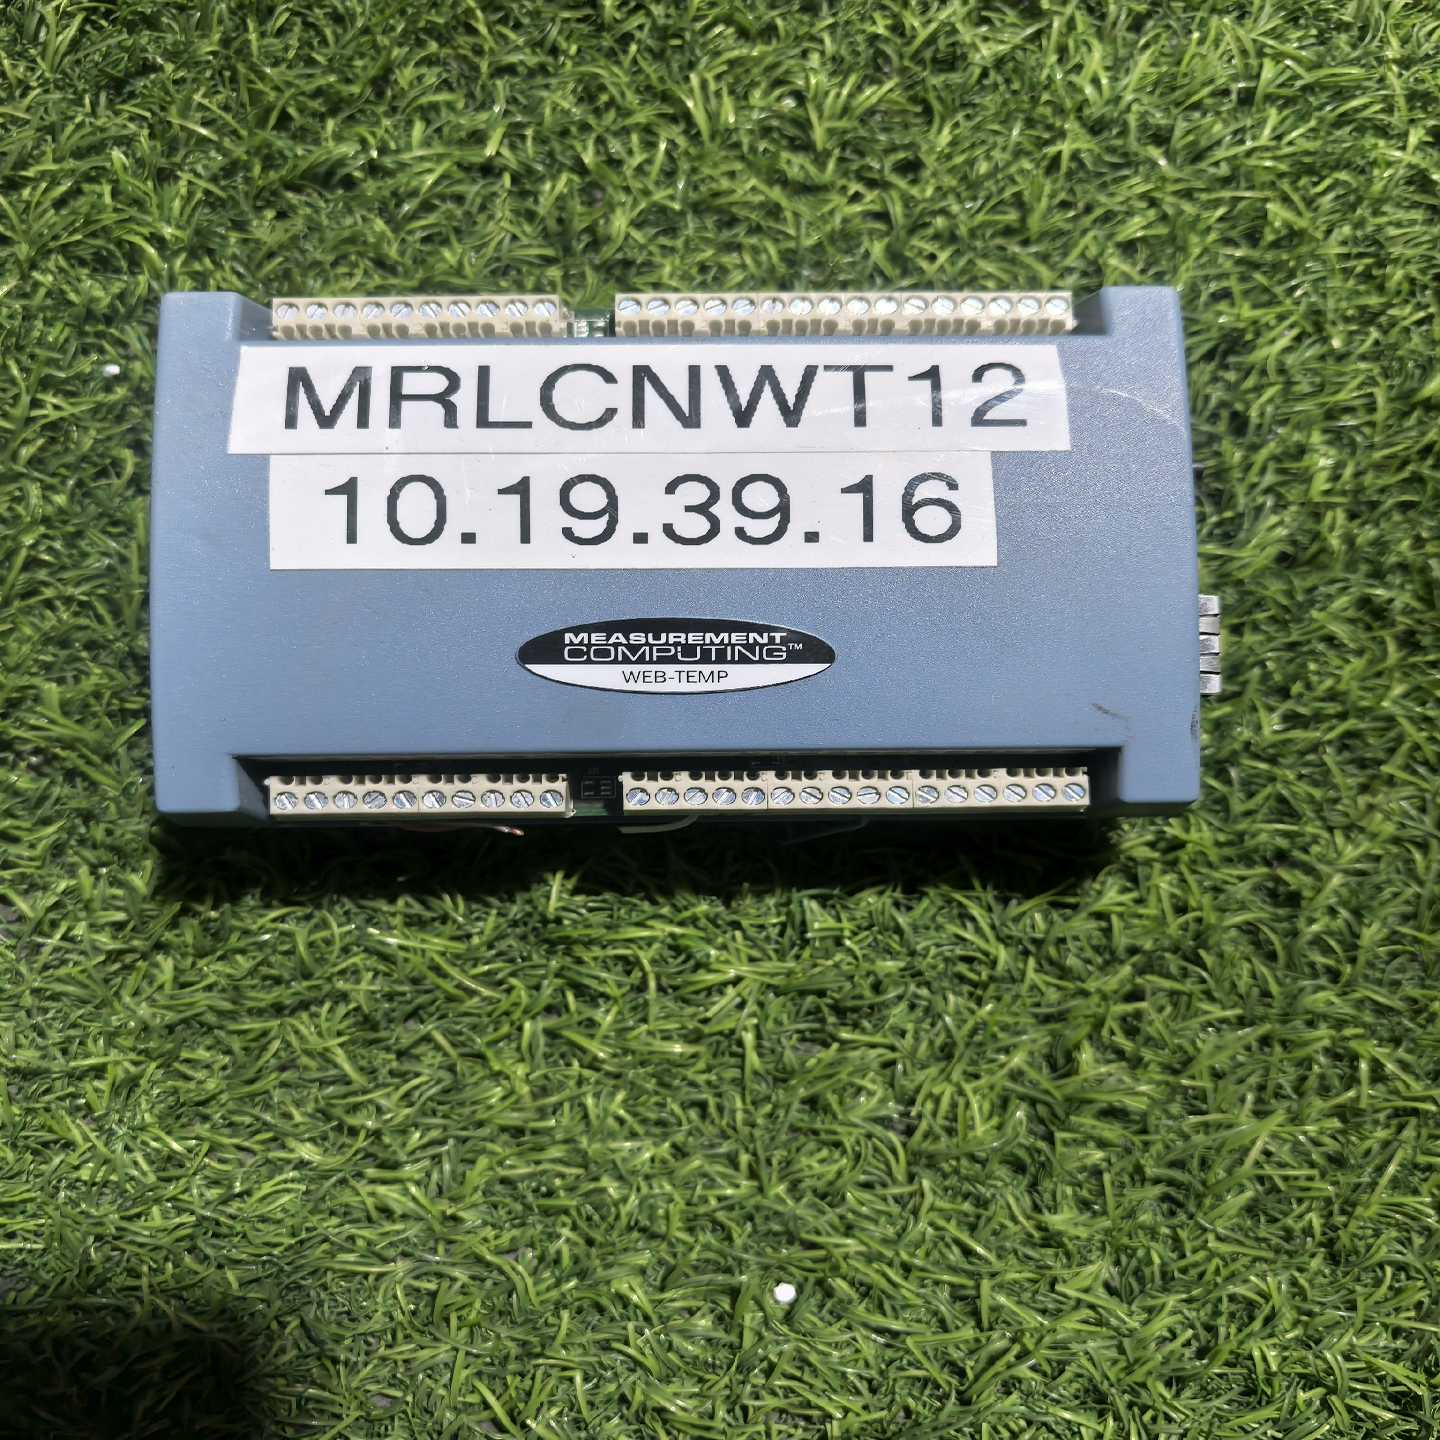 MRLCNWT12
10.19.39.16
MEASUREMENT
COMPUTING™
WEB-TEMP